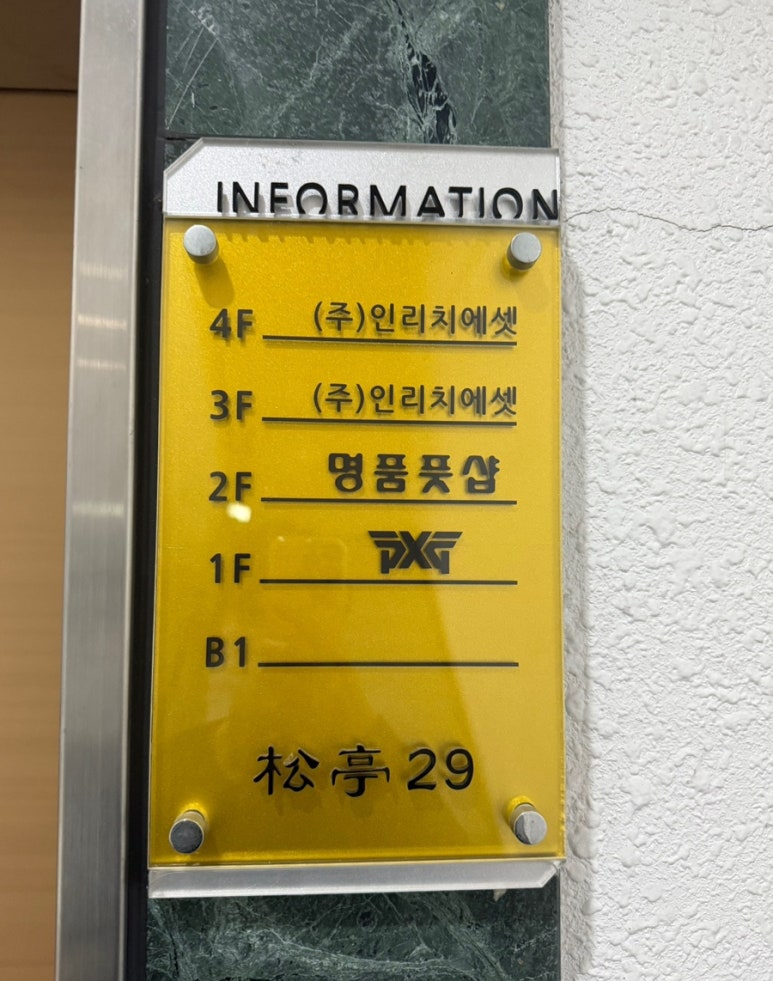 INFORMATION
4F (주)인리치에셋
3F (주)인리치에셋
2F 명품풋샵
1F PXG
B1
松亭 29